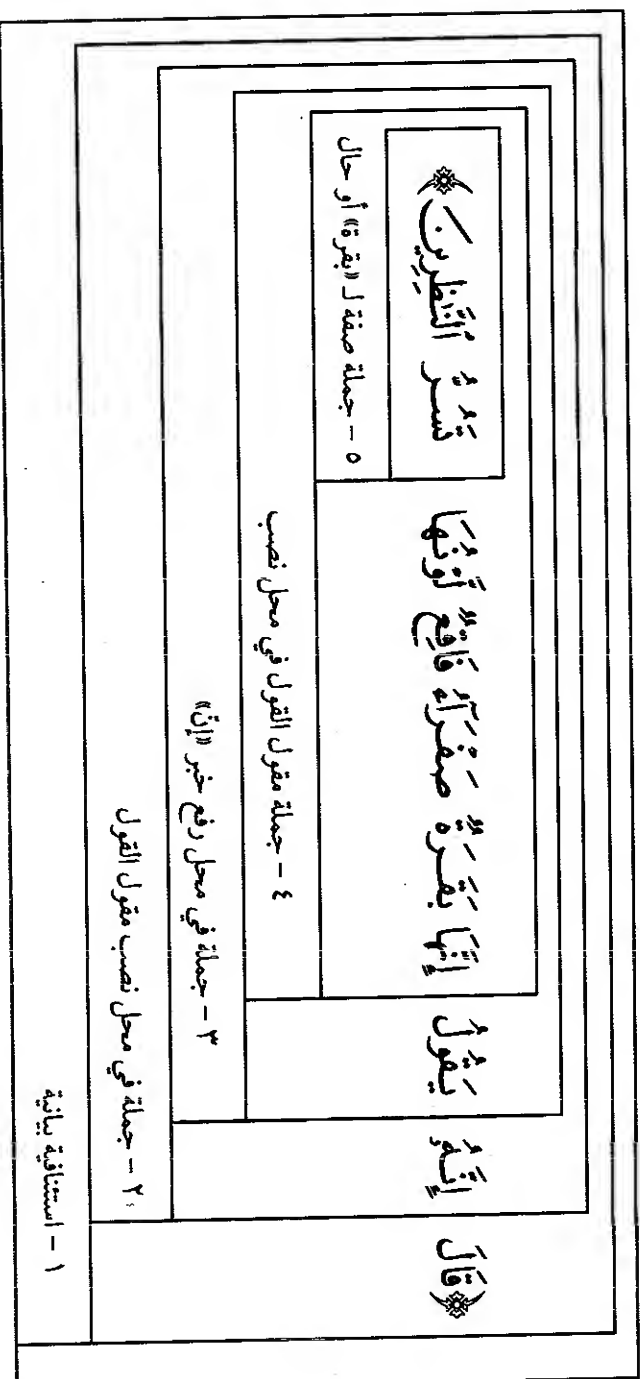 ﴿قَالَ إِنَّهُۥ يَقُولُ إِنَّهَا بَقَرَةٌ صَفْرَآءُ فَاقِعٌ لَّوْنُهَا تَسُرُّ ٱلنَّٰظِرِينَ﴾
٥ – جملة صفة لـ «بقرة» أو حال
٤ – جملة مقول القول في محل نصب
٣ – جملة في محل رفع خبر «إنّ»
٢ – جملة في محل نصب مقول القول
١ – استئنافية بيانية